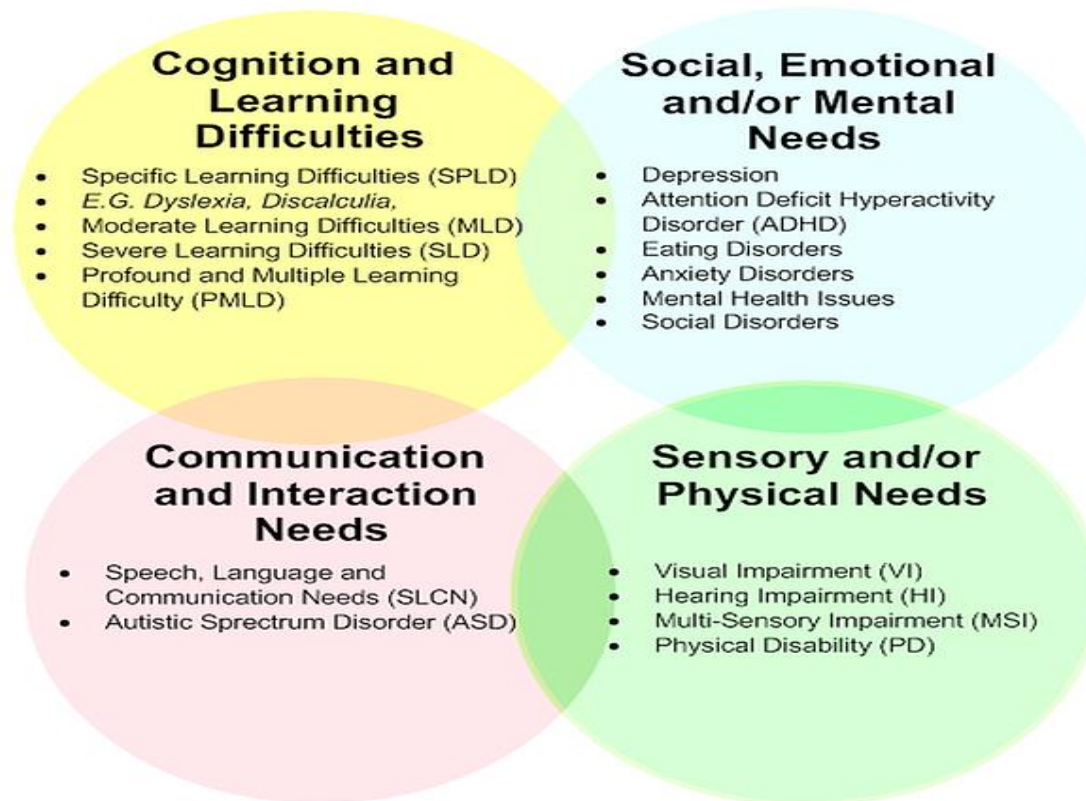 Cognition and
Learning
Difficulties
• Specific Learning Difficulties (SPLD)
• E.G. Dyslexia, Discalculia,
• Moderate Learning Difficulties (MLD)
• Severe Learning Difficulties (SLD)
• Profound and Multiple Learning
Difficulty (PMLD)
Social, Emotional
and/or Mental
Needs
• Depression
• Attention Deficit Hyperactivity
Disorder (ADHD)
• Eating Disorders
• Anxiety Disorders
• Mental Health Issues
• Social Disorders
Communication
and Interaction
Needs
• Speech, Language and
Communication Needs (SLCN)
• Autistic Sprectrum Disorder (ASD)
Sensory and/or
Physical Needs
• Visual Impairment (VI)
• Hearing Impairment (HI)
• Multi-Sensory Impairment (MSI)
• Physical Disability (PD)